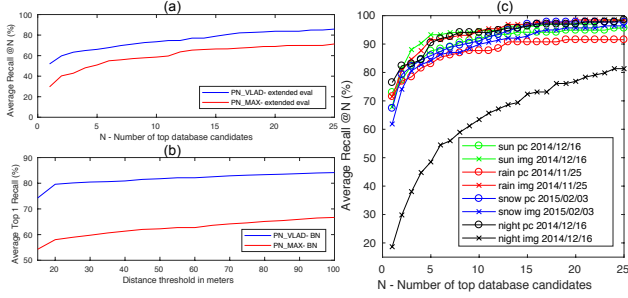 (a)
Average Recall @N (%)
100
80
60
40
20
0
PN_VLAD- extended eval
PN_MAX- extended eval
0
5
10
15
20
25
N - Number of top database candidates
(b)
Average Top 1 Recall (%)
90
80
70
60
50
PN_VLAD- BN
PN_MAX- BN
20
30
40
50
60
70
80
90
100
Distance threshold in meters
(c)
Average Recall @N (%)
100
90
80
70
60
50
40
30
20
sun pc 2014/12/16
sun img 2014/12/16
rain pc 2014/11/25
rain img 2014/11/25
snow pc 2015/02/03
snow img 2015/02/03
night pc 2014/12/16
night img 2014/12/16
0
5
10
15
20
25
N - Number of top database candidates